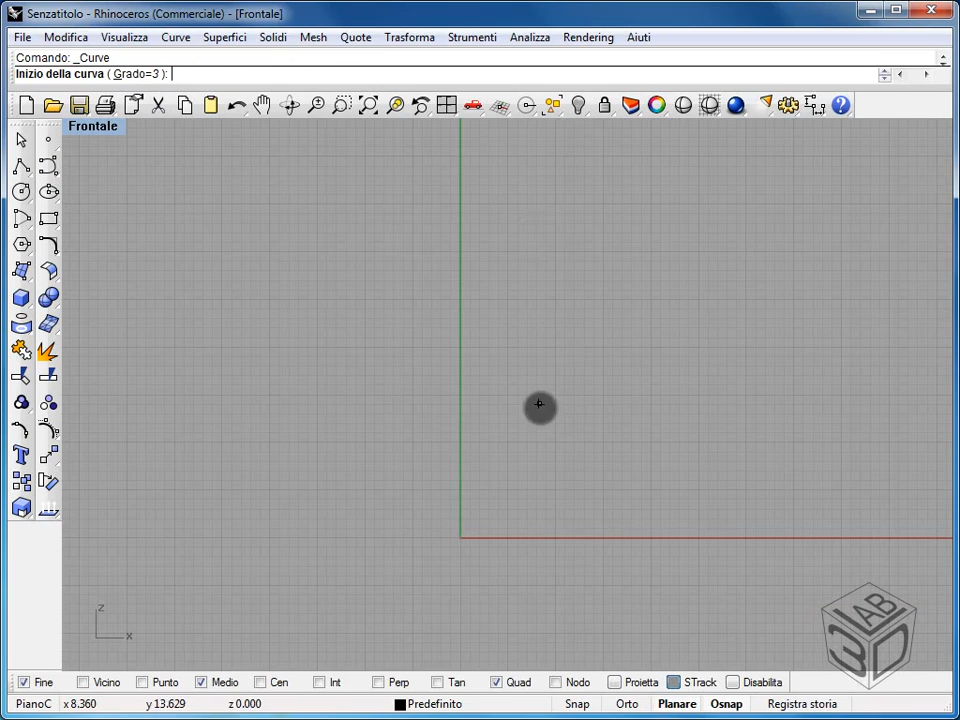 Senzatitolo - Rhinoceros (Commerciale) - [Frontale]
File Modifica Visualizza Curve Superfici Solidi Mesh Quote Trasforma Strumenti Analizza Rendering Aiuti
Comando: _Curve
Inizio della curva ( Grado=3 ):
Frontale
z
x
LAB
3D
Fine Vicino Punto Medio Cen Int Perp Tan Quad Nodo Proietta STrack Disabilita
PianoC x 8.360 y 13.629 z 0.000 Predefinito Snap Orto Planare Osnap Registra storia